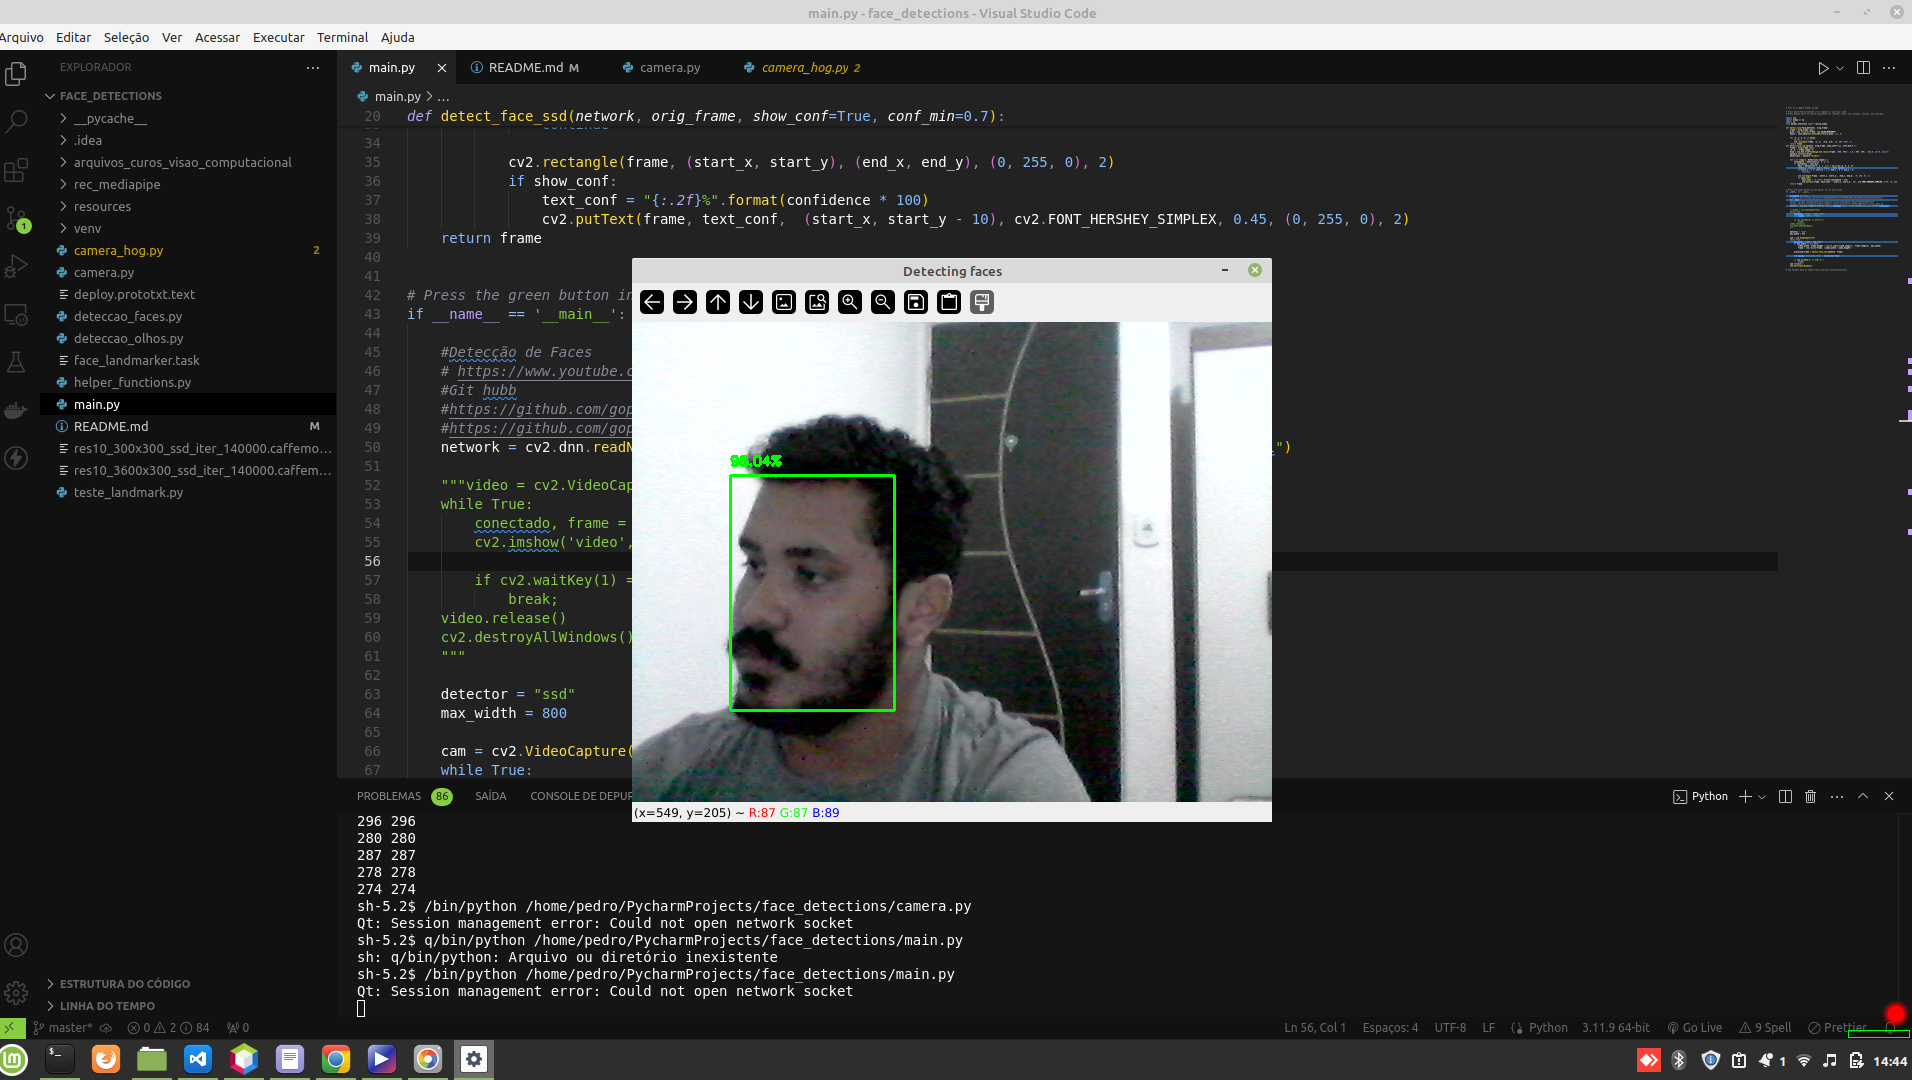 main.py - face_detections - Visual Studio Code
Arquivo Editar Seleção Ver Acessar Executar Terminal Ajuda
EXPLORADOR
FACE_DETECTIONS
__pycache__
.idea
arquivos_curos_visao_computacional
rec_mediapipe
resources
venv
camera_hog.py 2
camera.py
deploy.prototxt.text
deteccao_faces.py
deteccao_olhos.py
face_landmarker.task
helper_functions.py
main.py
README.md M
res10_300x300_ssd_iter_140000.caffemo...
res10_3600x300_ssd_iter_140000.caffem...
teste_landmark.py
ESTRUTURA DO CÓDIGO
LINHA DO TEMPO
main.py README.md M camera.py camera_hog.py 2
main.py > ...
20 def detect_face_ssd(network, orig_frame, show_conf=True, conf_min=0.7):
34
35 cv2.rectangle(frame, (start_x, start_y), (end_x, end_y), (0, 255, 0), 2)
36 if show_conf:
37 text_conf = "{:.2f}%".format(confidence * 100)
38 cv2.putText(frame, text_conf,  (start_x, start_y - 10), cv2.FONT_HERSHEY_SIMPLEX, 0.45, (0, 255, 0), 2)
39 return frame
40
41
42 # Press the green button in
43 if __name__ == '__main__':
44
45 #Detecção de Faces
46 # https://www.youtube.c
47 #Git hubb
48 #https://github.com/gop
49 #https://github.com/gop
50 network = cv2.dnn.readN ")
51
52 """video = cv2.VideoCap
53 while True:
54 conectado, frame =
55 cv2.imshow('video',
56
57 if cv2.waitKey(1) =
58 break;
59 video.release()
60 cv2.destroyAllWindows()
61 """
62
63 detector = "ssd"
64 max_width = 800
65
66 cam = cv2.VideoCapture(
67 while True:
Detecting faces
(x=549, y=205) ~ R:87 G:87 B:89
PROBLEMAS 86 SAÍDA CONSOLE DE DEPUR
Python
296 296
280 280
287 287
278 278
274 274
sh-5.2$ /bin/python /home/pedro/PycharmProjects/face_detections/camera.py
Qt: Session management error: Could not open network socket
sh-5.2$ q/bin/python /home/pedro/PycharmProjects/face_detections/main.py
sh: q/bin/python: Arquivo ou diretório inexistente
sh-5.2$ /bin/python /home/pedro/PycharmProjects/face_detections/main.py
Qt: Session management error: Could not open network socket
master* 0 2 84 0 Ln 56, Col 1 Espaços: 4 UTF-8 LF Python 3.11.9 64-bit Go Live 9 Spell Prettier
1 14:44